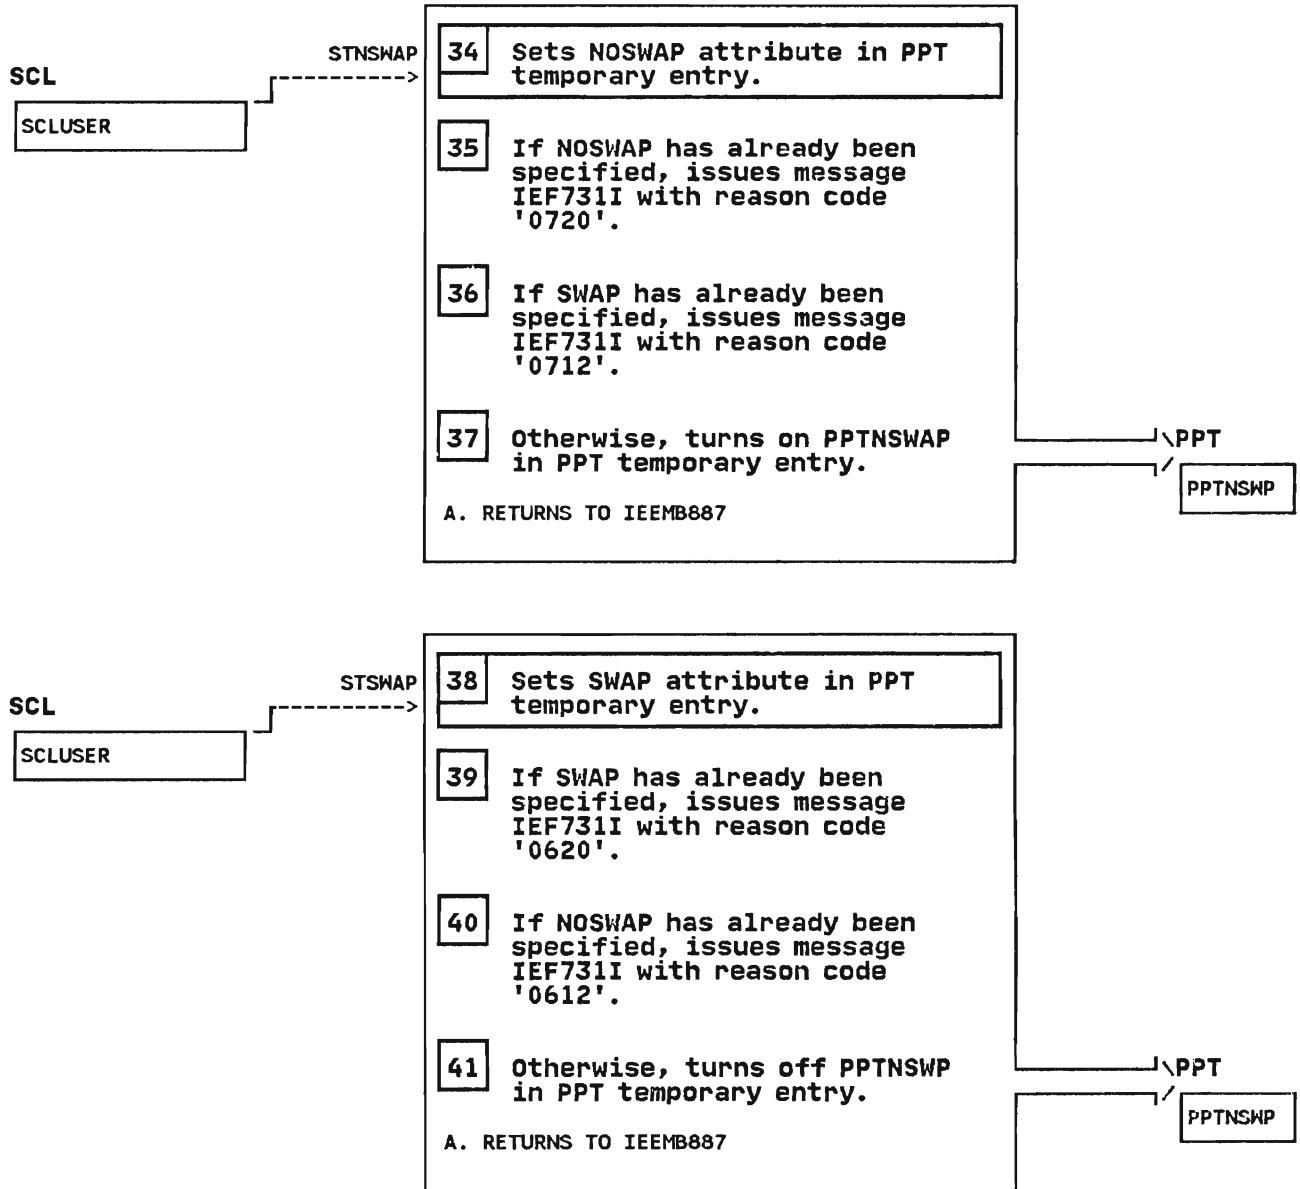 STNSWAP
SCL
SCLUSER
34 Sets NOSWAP attribute in PPT
temporary entry.
35 If NOSWAP has already been
specified, issues message
IEF731I with reason code
'0720'.
36 If SWAP has already been
specified, issues message
IEF731I with reason code
'0712'.
37 Otherwise, turns on PPTNSWAP
in PPT temporary entry.
PPT
PPTNSWP
A. RETURNS TO IEEMB887
STSWAP
SCL
SCLUSER
38 Sets SWAP attribute in PPT
temporary entry.
39 If SWAP has already been
specified, issues message
IEF731I with reason code
'0620'.
40 If NOSWAP has already been
specified, issues message
IEF731I with reason code
'0612'.
41 Otherwise, turns off PPTNSWP
in PPT temporary entry.
PPT
PPTNSWP
A. RETURNS TO IEEMB887